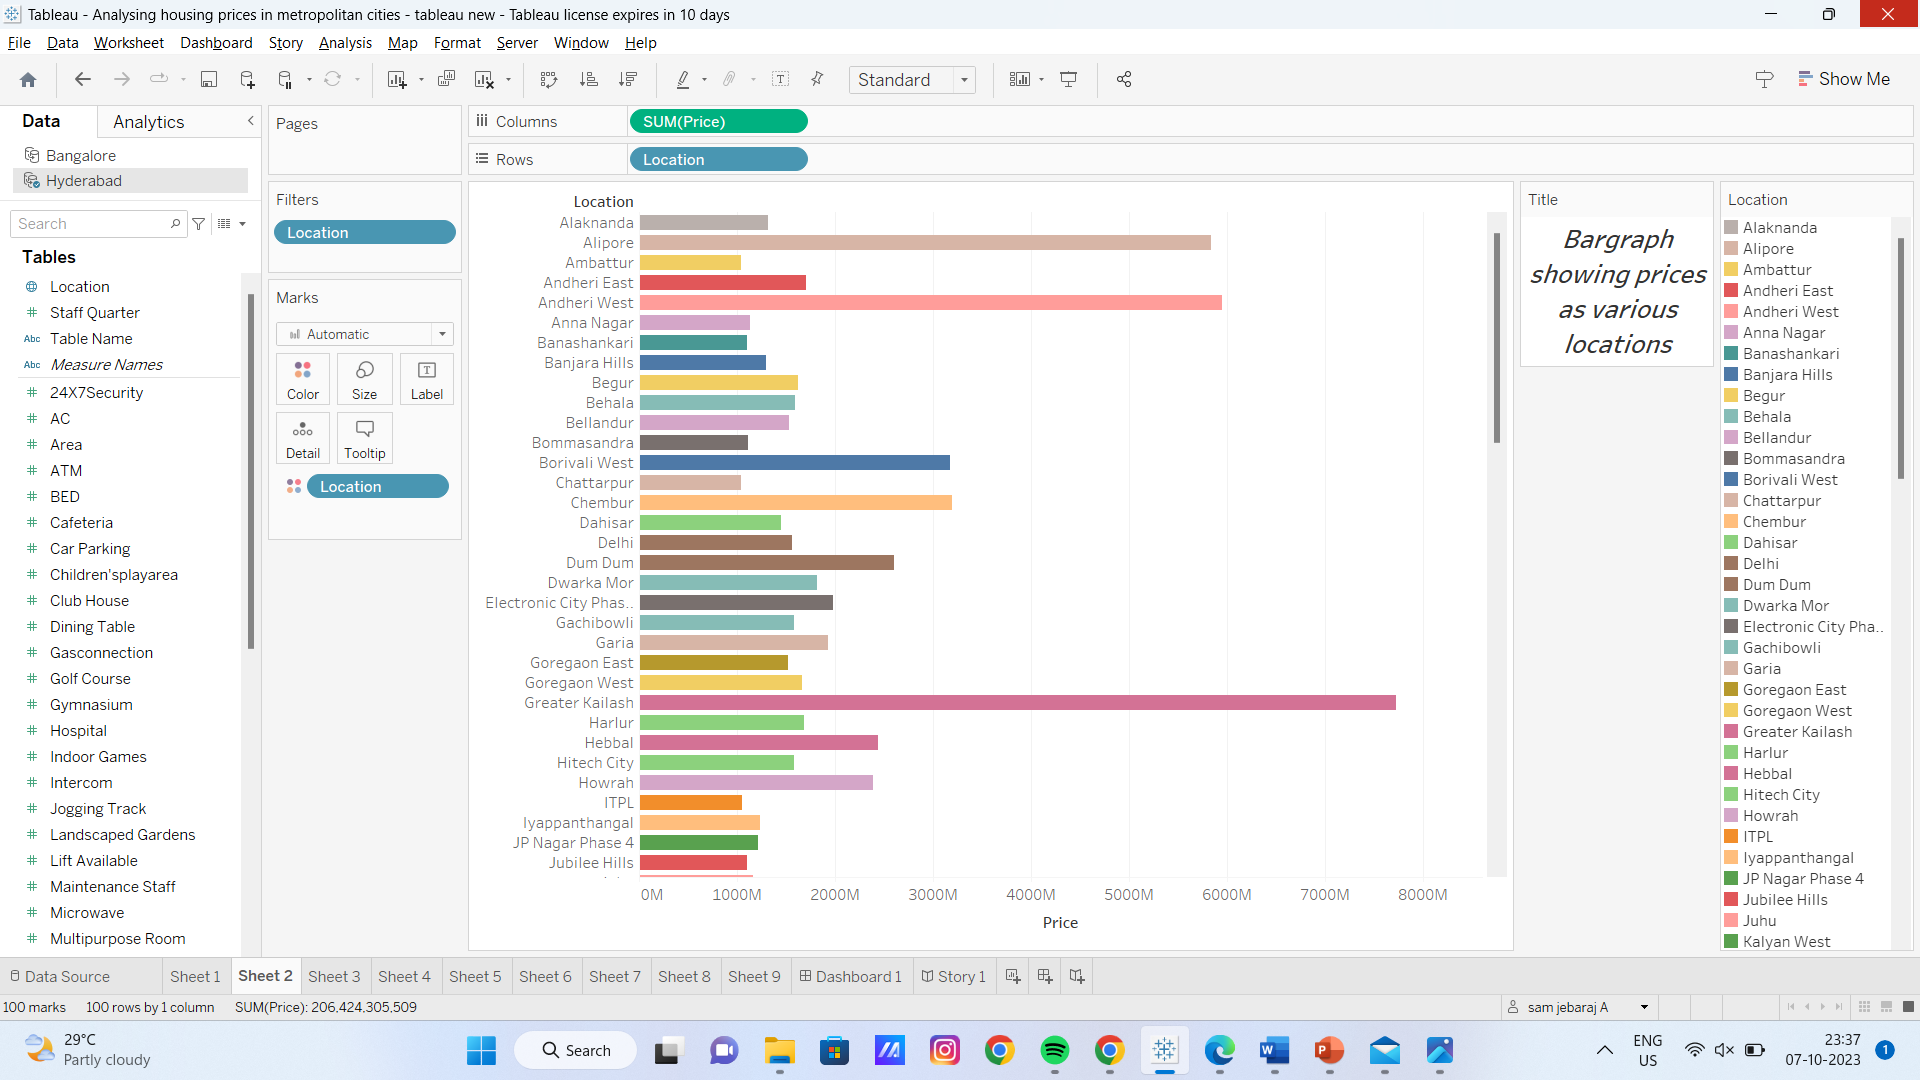 Tableau - Analysing housing prices in metropolitan cities - tableau new - Tableau license expires in 10 days
File Data Worksheet Dashboard Story Analysis Map Format Server Window Help
Standard
Show Me
Data Analytics
Bangalore
Hyderabad
Search
Tables
Location
Staff Quarter
Abc Table Name
Abc Measure Names
24X7Security
AC
Area
ATM
BED
Cafeteria
Car Parking
Children'splayarea
Club House
Dining Table
Gasconnection
Golf Course
Gymnasium
Hospital
Indoor Games
Intercom
Jogging Track
Landscaped Gardens
Lift Available
Maintenance Staff
Microwave
Multipurpose Room
Pages
Filters
Location
Marks
Automatic
Color Size Label
Detail Tooltip
Location
Columns SUM(Price)
Rows Location
Location
Alaknanda
Alipore
Ambattur
Andheri East
Andheri West
Anna Nagar
Banashankari
Banjara Hills
Begur
Behala
Bellandur
Bommasandra
Borivali West
Chattarpur
Chembur
Dahisar
Delhi
Dum Dum
Dwarka Mor
Electronic City Phas..
Gachibowli
Garia
Goregaon East
Goregaon West
Greater Kailash
Harlur
Hebbal
Hitech City
Howrah
ITPL
Iyappanthangal
JP Nagar Phase 4
Jubilee Hills
0M 1000M 2000M 3000M 4000M 5000M 6000M 7000M 8000M
Price
Title
Bargraph
showing prices
as various
locations
Location
Alaknanda
Alipore
Ambattur
Andheri East
Andheri West
Anna Nagar
Banashankari
Banjara Hills
Begur
Behala
Bellandur
Bommasandra
Borivali West
Chattarpur
Chembur
Dahisar
Delhi
Dum Dum
Dwarka Mor
Electronic City Pha..
Gachibowli
Garia
Goregaon East
Goregaon West
Greater Kailash
Harlur
Hebbal
Hitech City
Howrah
ITPL
Iyappanthangal
JP Nagar Phase 4
Jubilee Hills
Juhu
Kalyan West
Data Source Sheet 1 Sheet 2 Sheet 3 Sheet 4 Sheet 5 Sheet 6 Sheet 7 Sheet 8 Sheet 9 Dashboard 1 Story 1
100 marks 100 rows by 1 column SUM(Price): 206,424,305,509
sam jebaraj A
29°C
Partly cloudy
Search
ENG
US
23:37
07-10-2023
1